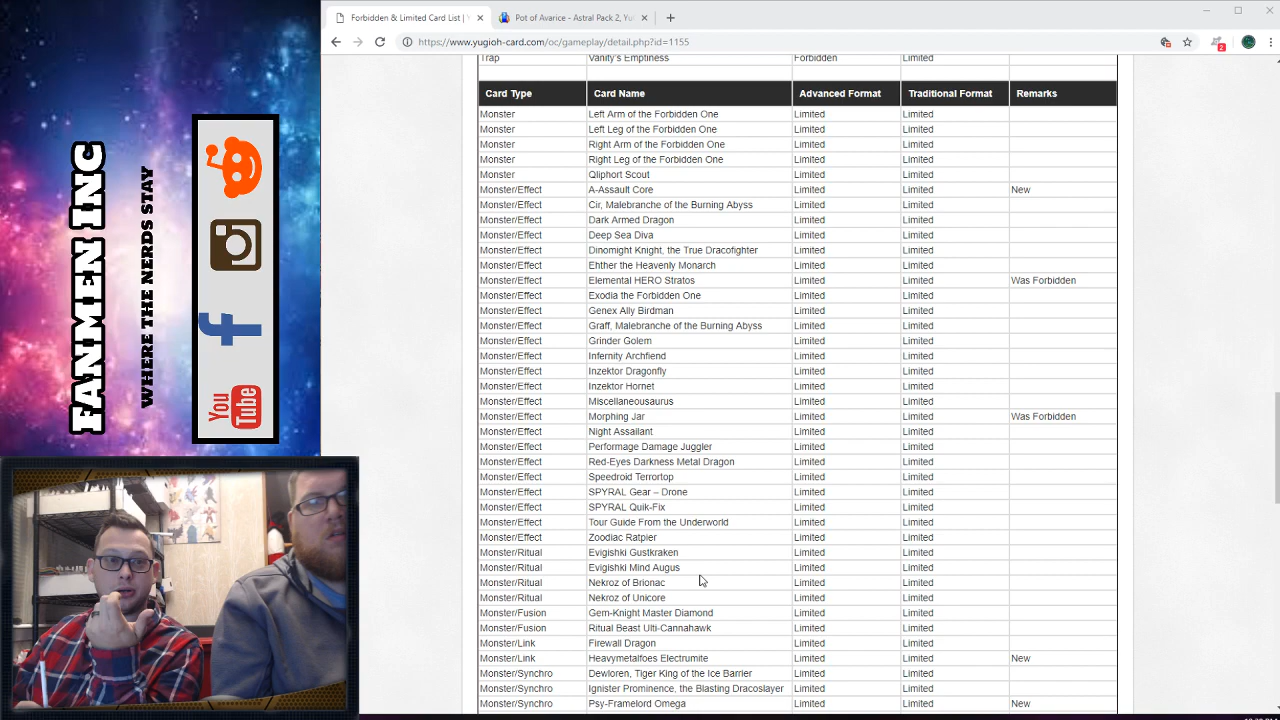 Forbidden & Limited Card List | Y
Pot of Avarice - Astral Pack 2, Yu
https://www.yugioh-card.com/oc/gameplay/detail.php?id=1155
2
FANMEN INC
WHERE THE NERDS STAY
You
Tube
Trap Vanity's Emptiness Forbidden Limited
Card Type Card Name Advanced Format Traditional Format Remarks
Monster Left Arm of the Forbidden One Limited Limited
Monster Left Leg of the Forbidden One Limited Limited
Monster Right Arm of the Forbidden One Limited Limited
Monster Right Leg of the Forbidden One Limited Limited
Monster Qliphort Scout Limited Limited
Monster/Effect A-Assault Core Limited Limited New
Monster/Effect Cir, Malebranche of the Burning Abyss Limited Limited
Monster/Effect Dark Armed Dragon Limited Limited
Monster/Effect Deep Sea Diva Limited Limited
Monster/Effect Dinomight Knight, the True Dracofighter Limited Limited
Monster/Effect Ehther the Heavenly Monarch Limited Limited
Monster/Effect Elemental HERO Stratos Limited Limited Was Forbidden
Monster/Effect Exodia the Forbidden One Limited Limited
Monster/Effect Genex Ally Birdman Limited Limited
Monster/Effect Graff, Malebranche of the Burning Abyss Limited Limited
Monster/Effect Grinder Golem Limited Limited
Monster/Effect Infernity Archfiend Limited Limited
Monster/Effect Inzektor Dragonfly Limited Limited
Monster/Effect Inzektor Hornet Limited Limited
Monster/Effect Miscellaneousaurus Limited Limited
Monster/Effect Morphing Jar Limited Limited Was Forbidden
Monster/Effect Night Assailant Limited Limited
Monster/Effect Performage Damage Juggler Limited Limited
Monster/Effect Red-Eyes Darkness Metal Dragon Limited Limited
Monster/Effect Speedroid Terrortop Limited Limited
Monster/Effect SPYRAL Gear – Drone Limited Limited
Monster/Effect SPYRAL Quik-Fix Limited Limited
Monster/Effect Tour Guide From the Underworld Limited Limited
Monster/Effect Zoodiac Ratpier Limited Limited
Monster/Ritual Evigishki Gustkraken Limited Limited
Monster/Ritual Evigishki Mind Augus Limited Limited
Monster/Ritual Nekroz of Brionac Limited Limited
Monster/Ritual Nekroz of Unicore Limited Limited
Monster/Fusion Gem-Knight Master Diamond Limited Limited
Monster/Fusion Ritual Beast Ulti-Cannahawk Limited Limited
Monster/Link Firewall Dragon Limited Limited
Monster/Link Heavymetalfoes Electrumite Limited Limited New
Monster/Synchro Dewloren, Tiger King of the Ice Barrier Limited Limited
Monster/Synchro Ignister Prominence, the Blasting Dracoslayer Limited Limited
Monster/Synchro Psy-Framelord Omega Limited Limited New